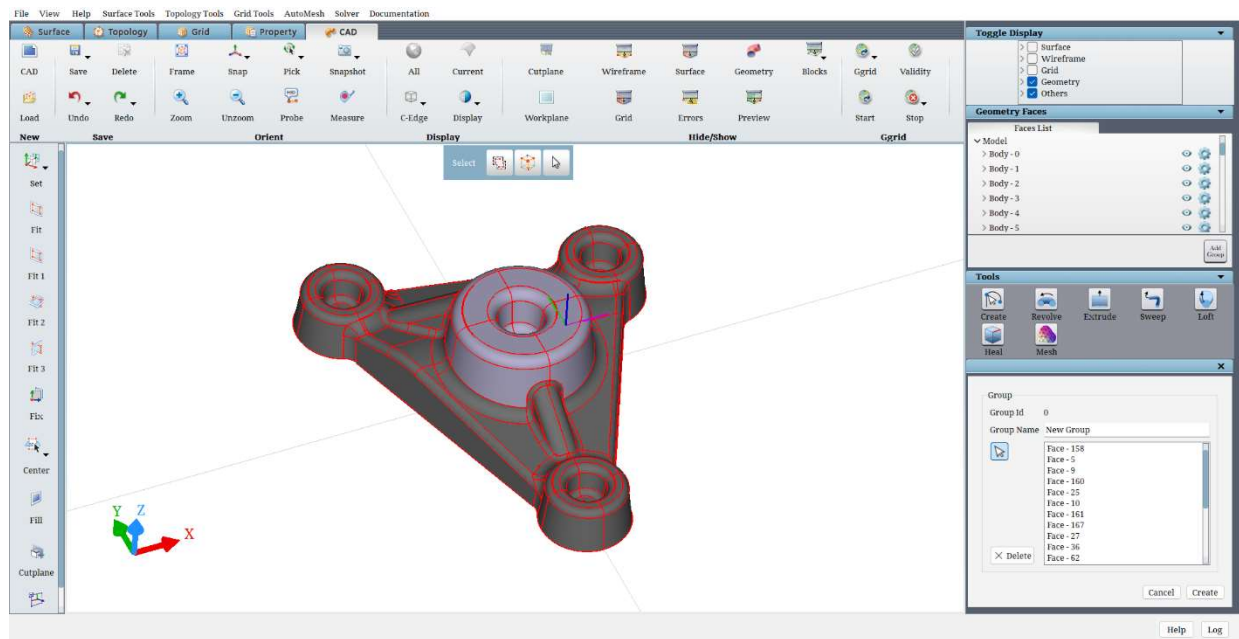 File View Help Surface Tools Topology Tools Grid Tools AutoMesh Solver Documentation
Surface Topology Grid Property CAD
CAD Save Delete Frame Snap Pick Snapshot All Current Cutplane Wireframe Surface Geometry Blocks Ggrid Validity
Load Undo Redo Zoom Unzoom Probe Measure C-Edge Display Workplane Grid Errors Preview Start Stop
New Save Orient Display Hide/Show Ggrid
Set
Fit
Fit 1
Fit 2
Fit 3
Fix
Center
Fill
Cutplane
Select
Y Z
X
Toggle Display
Surface
Wireframe
Grid
Geometry
Others
Geometry Faces
Faces List
Model
Body - 0
Body - 1
Body - 2
Body - 3
Body - 4
Body - 5
Add
Group
Tools
Create Revolve Extrude Sweep Loft
Heal Mesh
Group
Group Id 0
Group Name New Group
Face - 158
Face - 5
Face - 9
Face - 160
Face - 25
Face - 10
Face - 161
Face - 167
Face - 27
Face - 36
Face - 62
Delete
Cancel Create
Help Log